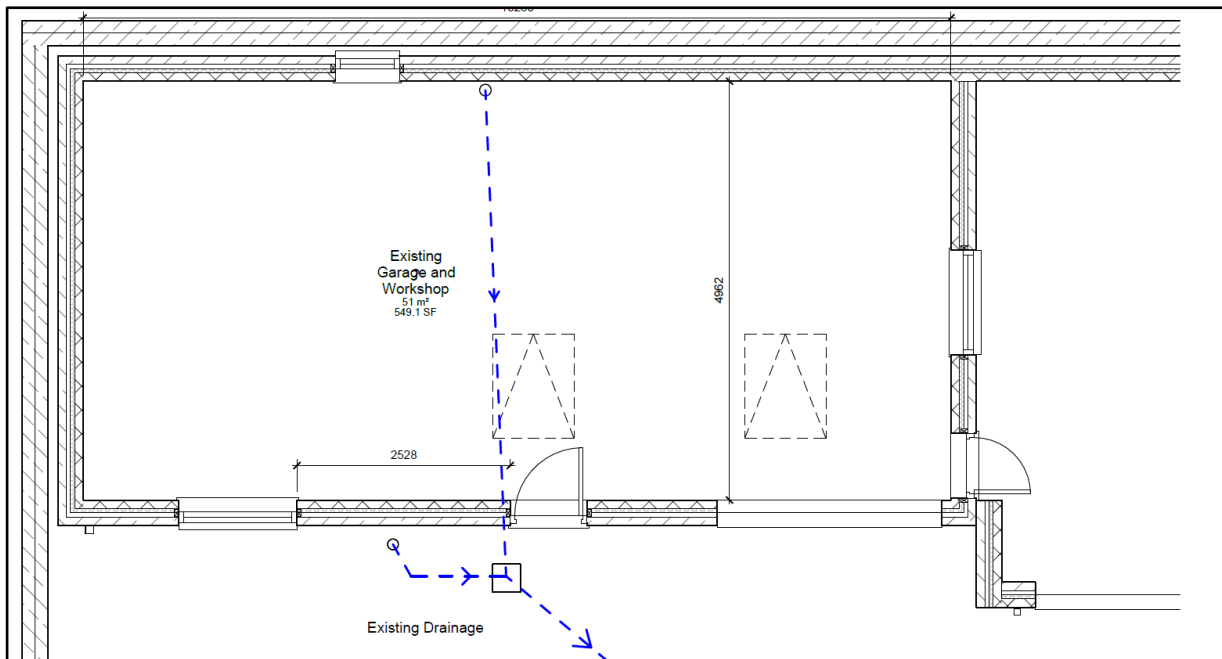 Existing
Garage and
Workshop
51 m²
549.1 SF
4962
2528
Existing Drainage